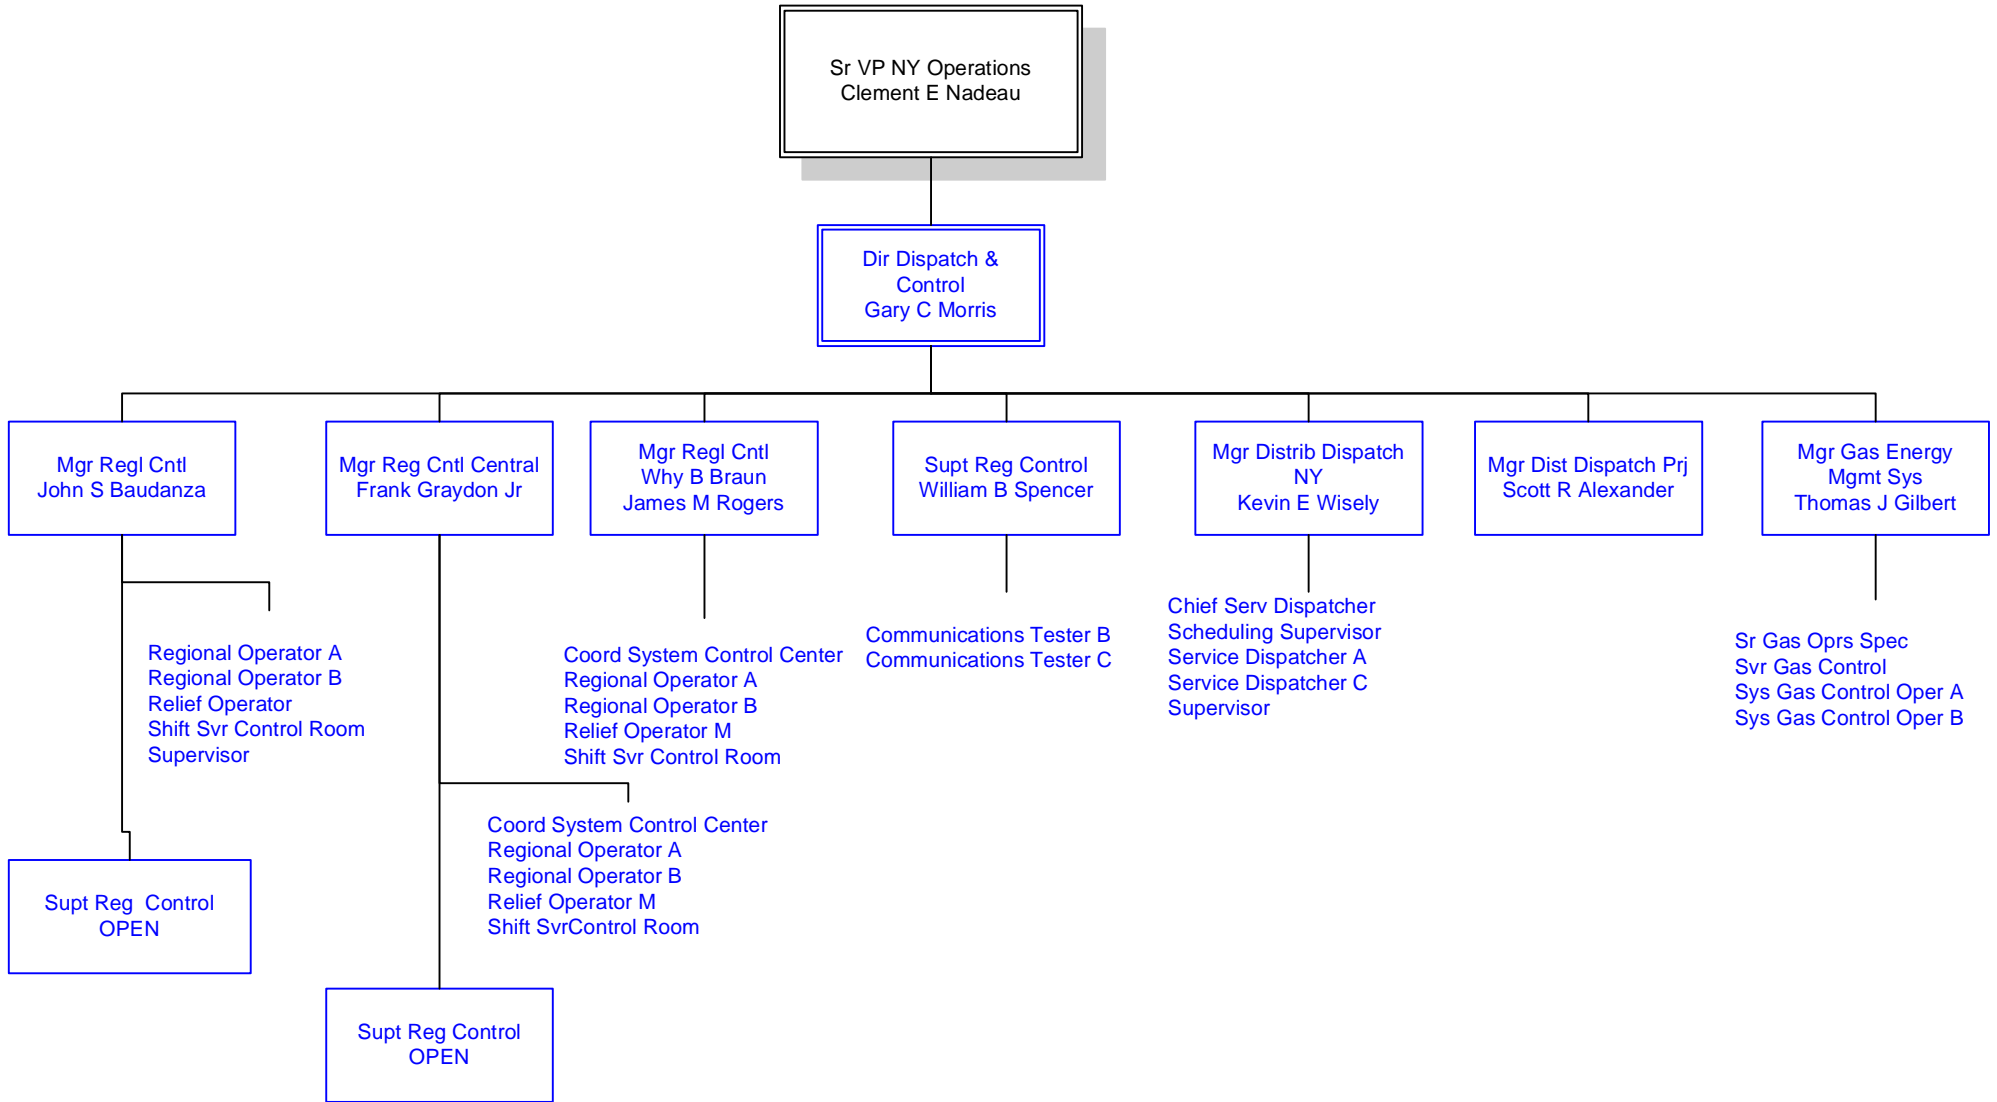 Sr VP NY Operations
Clement E Nadeau
Dir Dispatch &
Control
Gary C Morris
Mgr Regl Cntl
John S Baudanza
Mgr Reg Cntl Central
Frank Graydon Jr
Mgr Regl Cntl
Why B Braun
James M Rogers
Supt Reg Control
William B Spencer
Mgr Distrib Dispatch
NY
Kevin E Wisely
Mgr Dist Dispatch Prj
Scott R Alexander
Mgr Gas Energy
Mgmt Sys
Thomas J Gilbert
Regional Operator A
Regional Operator B
Relief Operator
Shift Svr Control Room
Supervisor
Coord System Control Center
Regional Operator A
Regional Operator B
Relief Operator M
Shift Svr Control Room
Communications Tester B
Communications Tester C
Chief Serv Dispatcher
Scheduling Supervisor
Service Dispatcher A
Service Dispatcher C
Supervisor
Sr Gas Oprs Spec
Svr Gas Control
Sys Gas Control Oper A
Sys Gas Control Oper B
Coord System Control Center
Regional Operator A
Regional Operator B
Relief Operator M
Shift SvrControl Room
Supt Reg  Control
OPEN
Supt Reg Control
OPEN